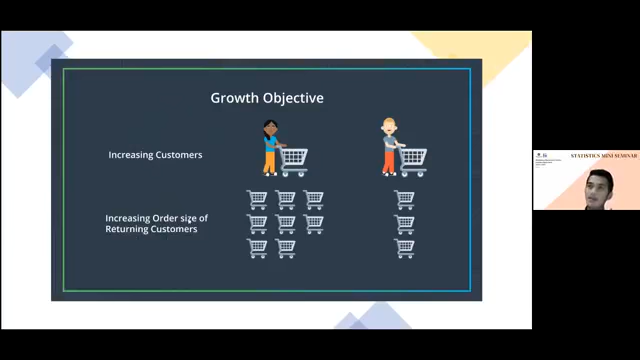 Growth Objective
Increasing Customers
Increasing Order size of
Returning Customers
STATISTICS MINI SEMINAR